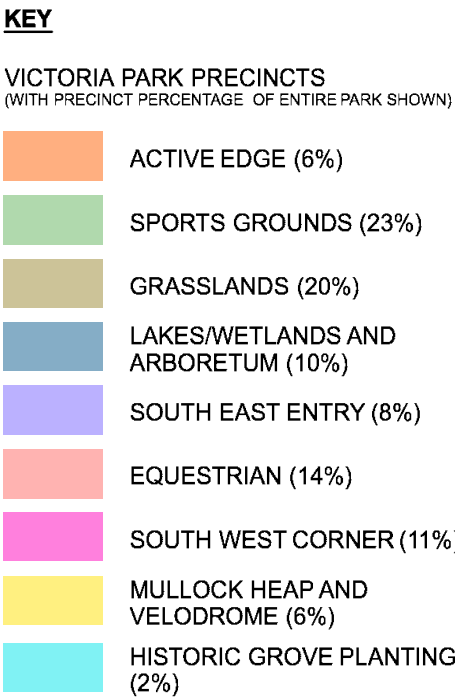 KEY
VICTORIA PARK PRECINCTS
(WITH PRECINCT PERCENTAGE OF ENTIRE PARK SHOWN)
ACTIVE EDGE (6%)
SPORTS GROUNDS (23%)
GRASSLANDS (20%)
LAKES/WETLANDS AND
ARBORETUM (10%)
SOUTH EAST ENTRY (8%)
EQUESTRIAN (14%)
SOUTH WEST CORNER (11%)
MULLOCK HEAP AND
VELODROME (6%)
HISTORIC GROVE PLANTING
(2%)